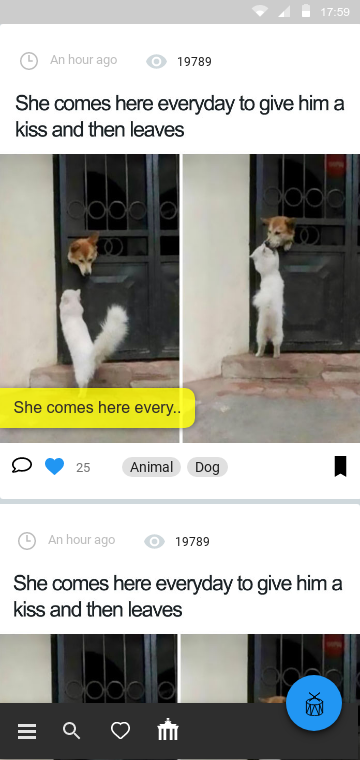 17:59
An hour ago 19789
She comes here everyday to give him a
kiss and then leaves
She comes here every..
25 Animal Dog
An hour ago 19789
She comes here everyday to give him a
kiss and then leaves